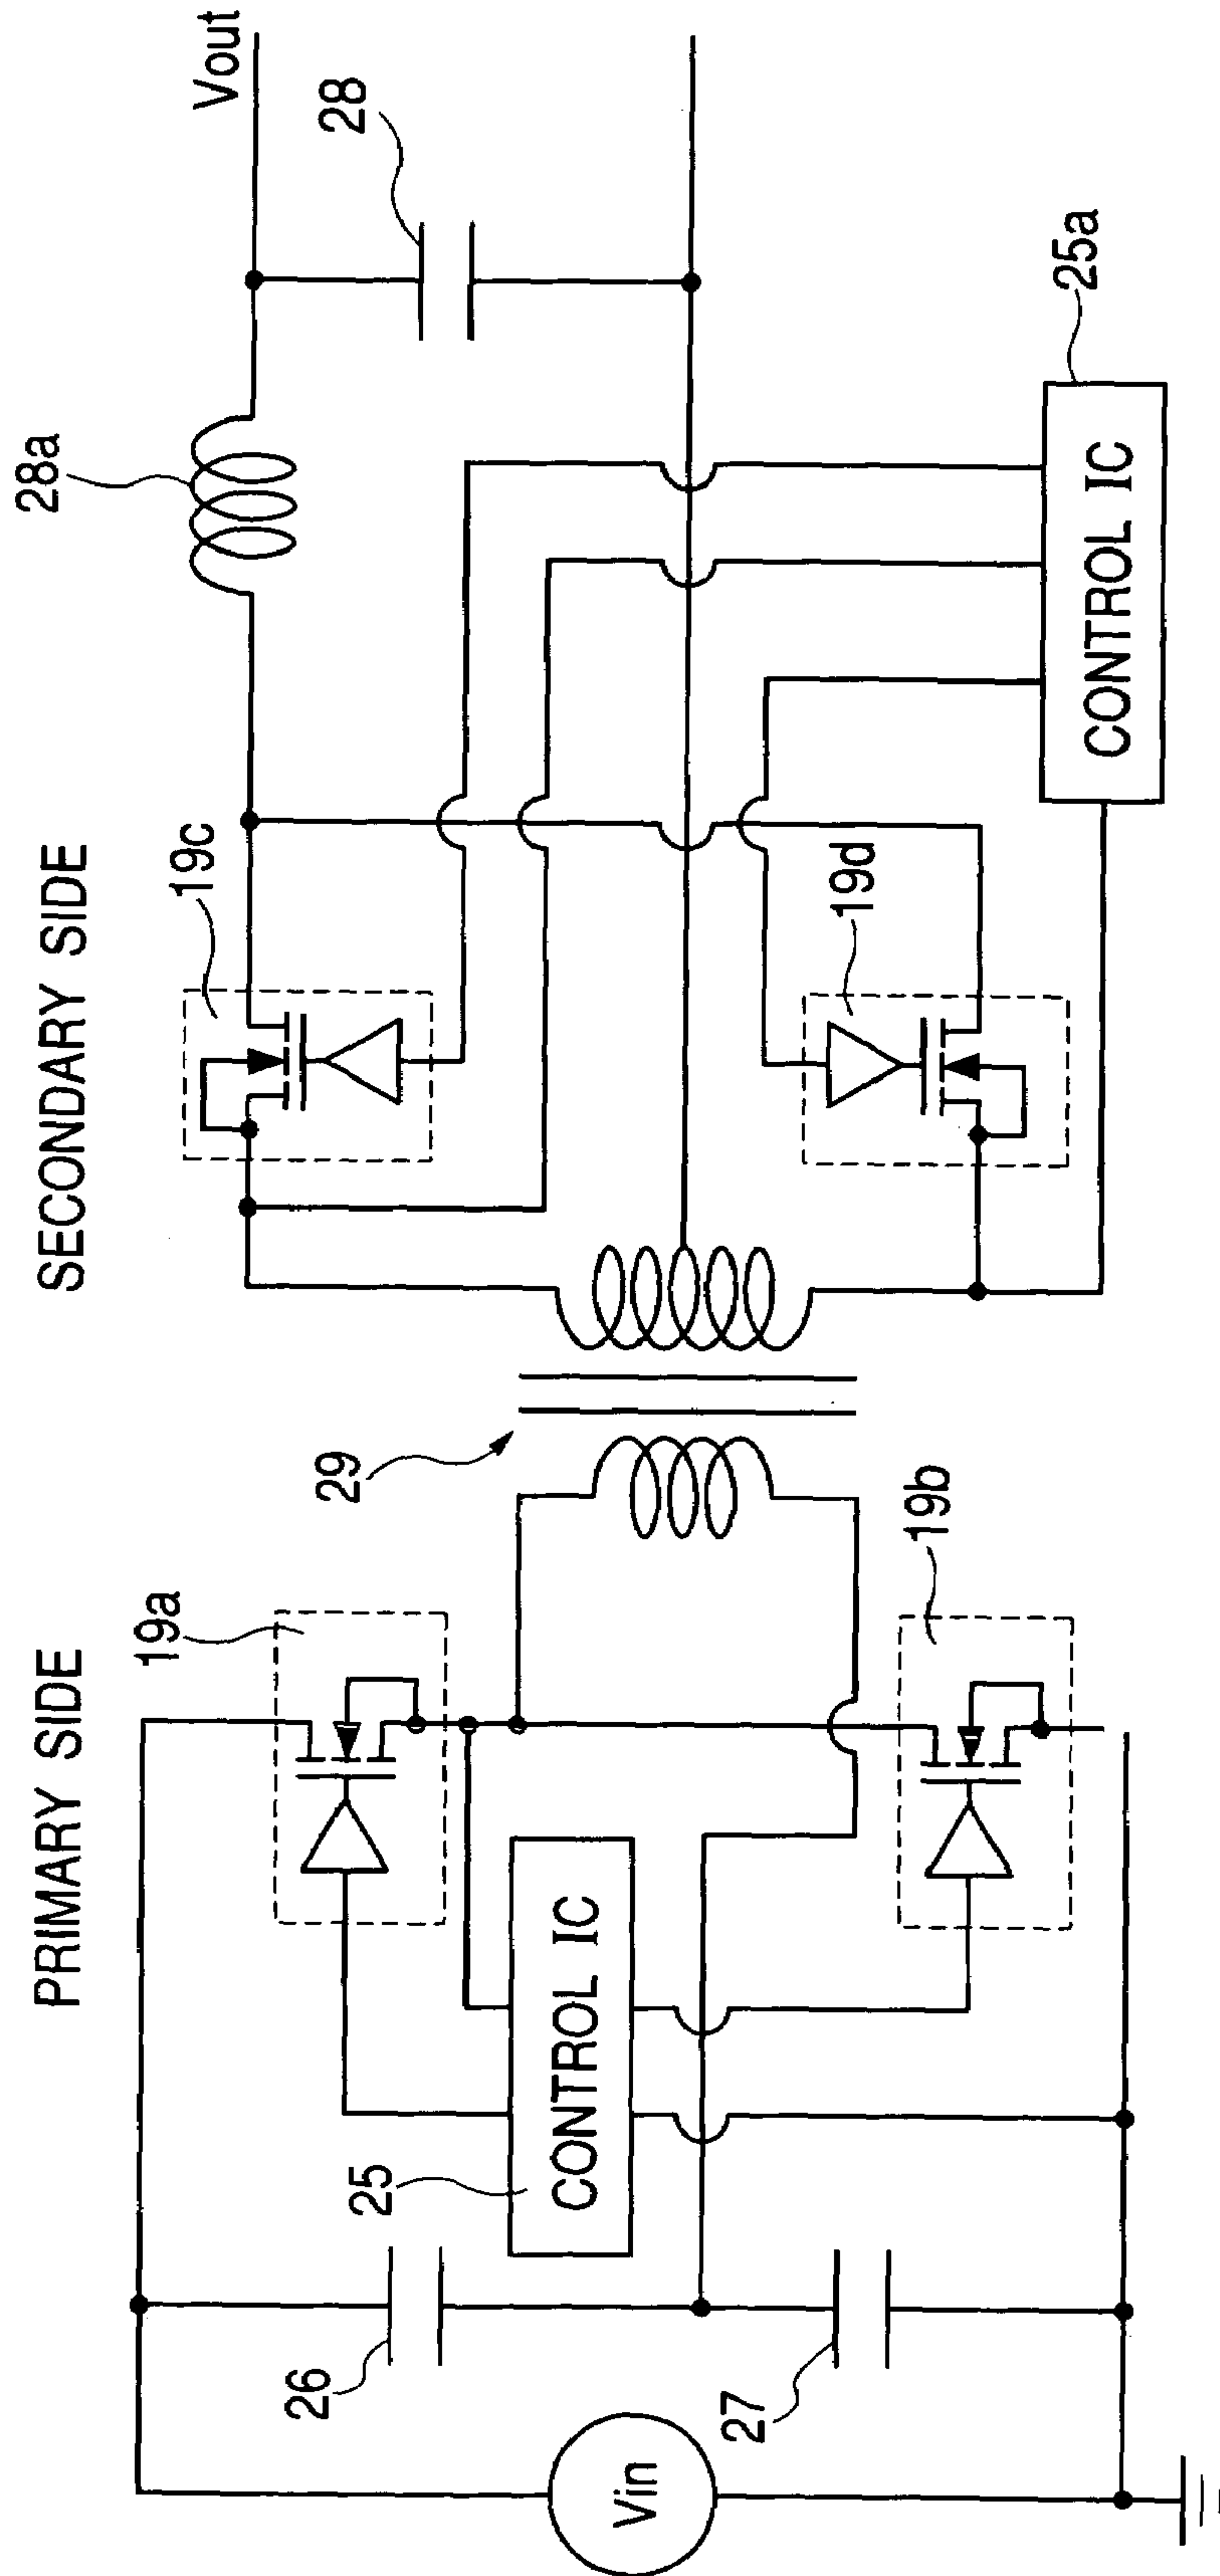 PRIMARY SIDE
SECONDARY SIDE
Vin
26
27
25
CONTROL IC
19a
19b
29
19c
19d
28a
28
Vout
25a
CONTROL IC